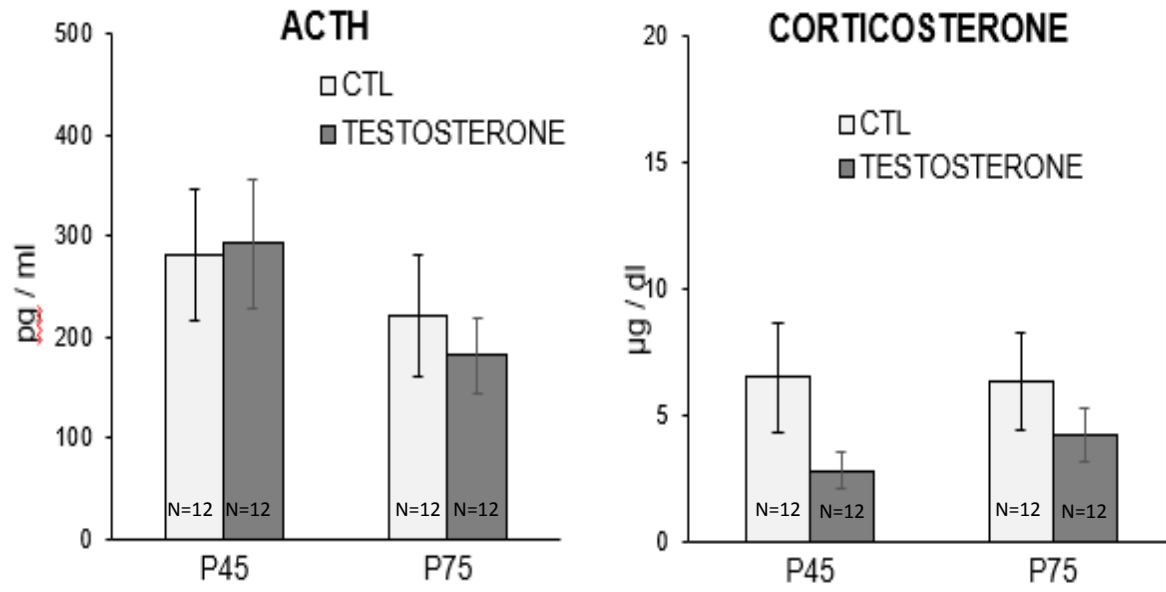 ACTH
500
400
300
200
100
0
pg / ml
CTL
TESTOSTERONE
N=12
N=12
N=12
N=12
P45
P75
CORTICOSTERONE
20
15
10
5
0
µg / dl
CTL
TESTOSTERONE
N=12
N=12
N=12
N=12
P45
P75